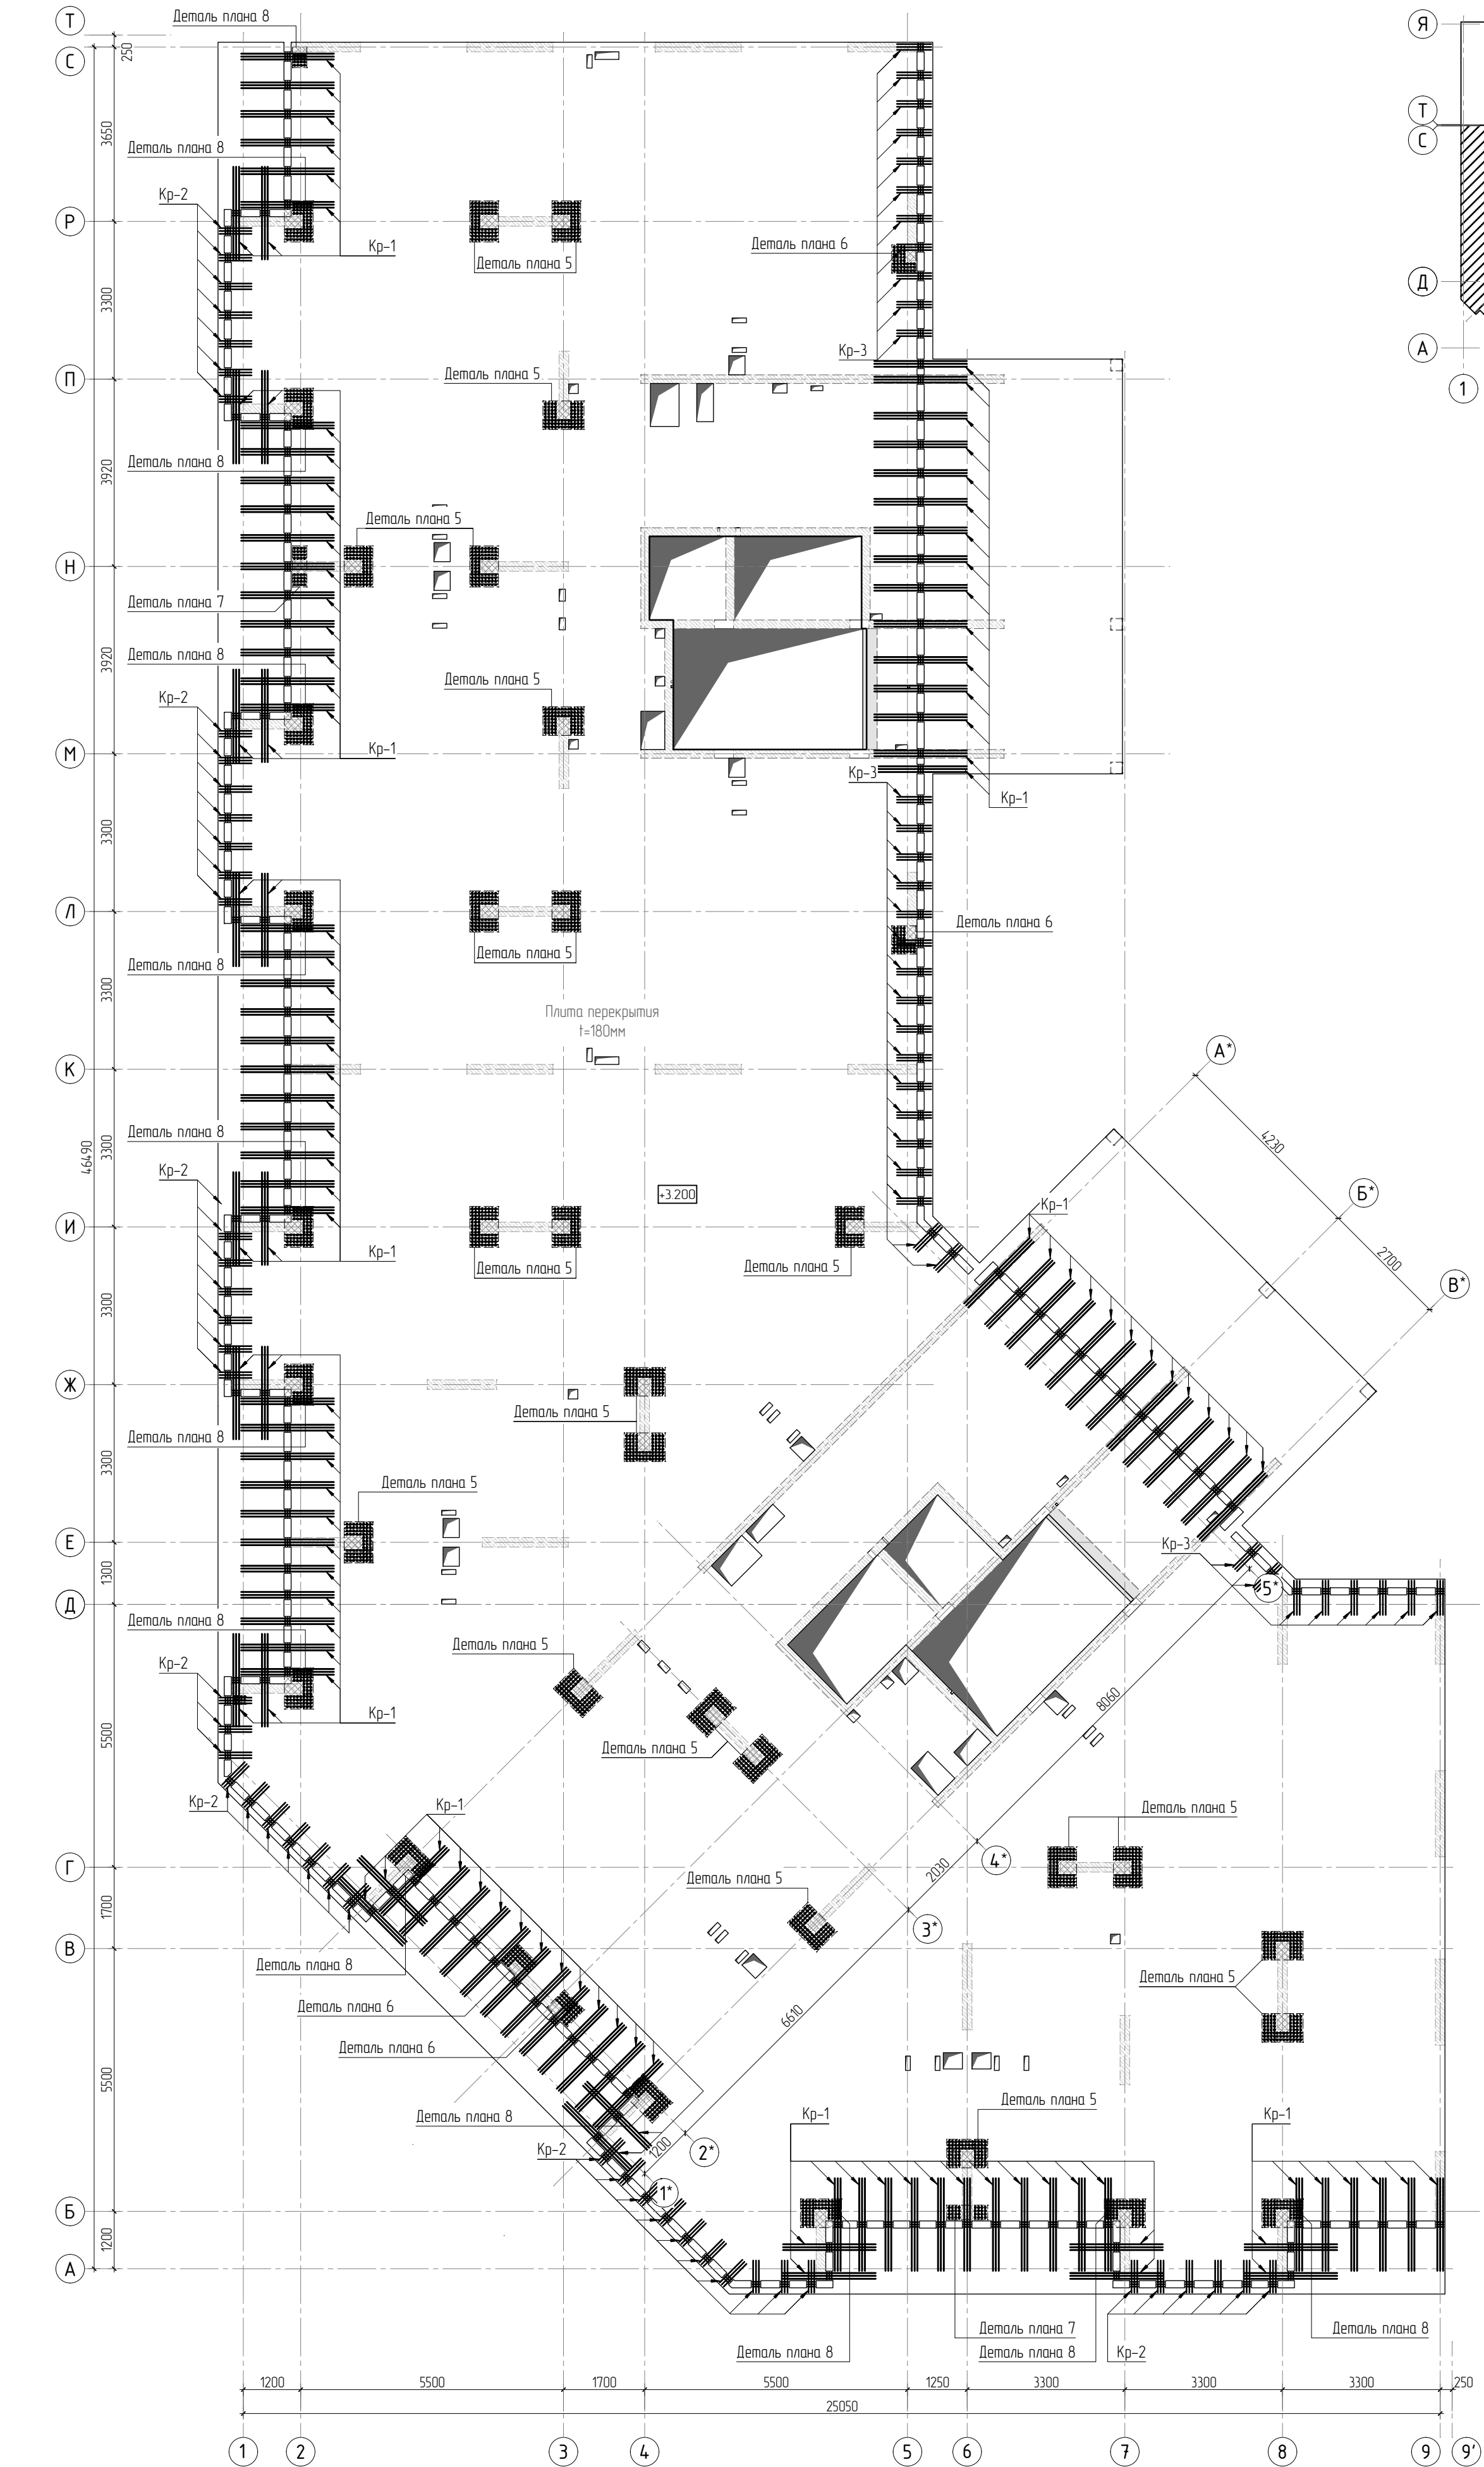 Деталь плана 8
Т
С
250
Я
Т
С
3650
Деталь плана 8
Кр-2
Р
Кр-1
Деталь плана 6
Деталь плана 5
Д
3300
А
Кр-3
1
П
Деталь плана 5
3920
Деталь плана 8
Деталь плана 5
Н
Деталь плана 7
3920
Деталь плана 8
Деталь плана 5
Кр-2
М
Кр-1
Кр-3
Кр-1
3300
Л
Деталь плана 6
Деталь плана 5
Деталь плана 8
3300
Плита перекрытия
t=180мм
А*
К
Деталь плана 8
4230
46490
3300
Кр-2
+3.200
Б*
Кр-1
И
Кр-1
Деталь плана 5
Деталь плана 5
2700
В*
3300
Ж
Деталь плана 5
Деталь плана 8
3300
Деталь плана 5
Е
Кр-3
1300
5*
Д
Деталь плана 8
Деталь плана 5
Кр-2
8060
Кр-1
5500
Деталь плана 5
Кр-2
Кр-1
Деталь плана 5
4*
Г
2030
Деталь плана 5
1700
3*
В
Деталь плана 8
Деталь плана 5
Деталь плана 6
6610
Деталь плана 6
5500
Деталь плана 5
Деталь плана 8
Кр-1
Кр-1
Кр-2
1200
2*
1*
Б
1200
А
Деталь плана 7
Деталь плана 8
Деталь плана 8
Деталь плана 8
Кр-2
1200
5500
1700
5500
1250
3300
3300
3300
250
25050
1
2
3
4
5
6
7
8
9
9'